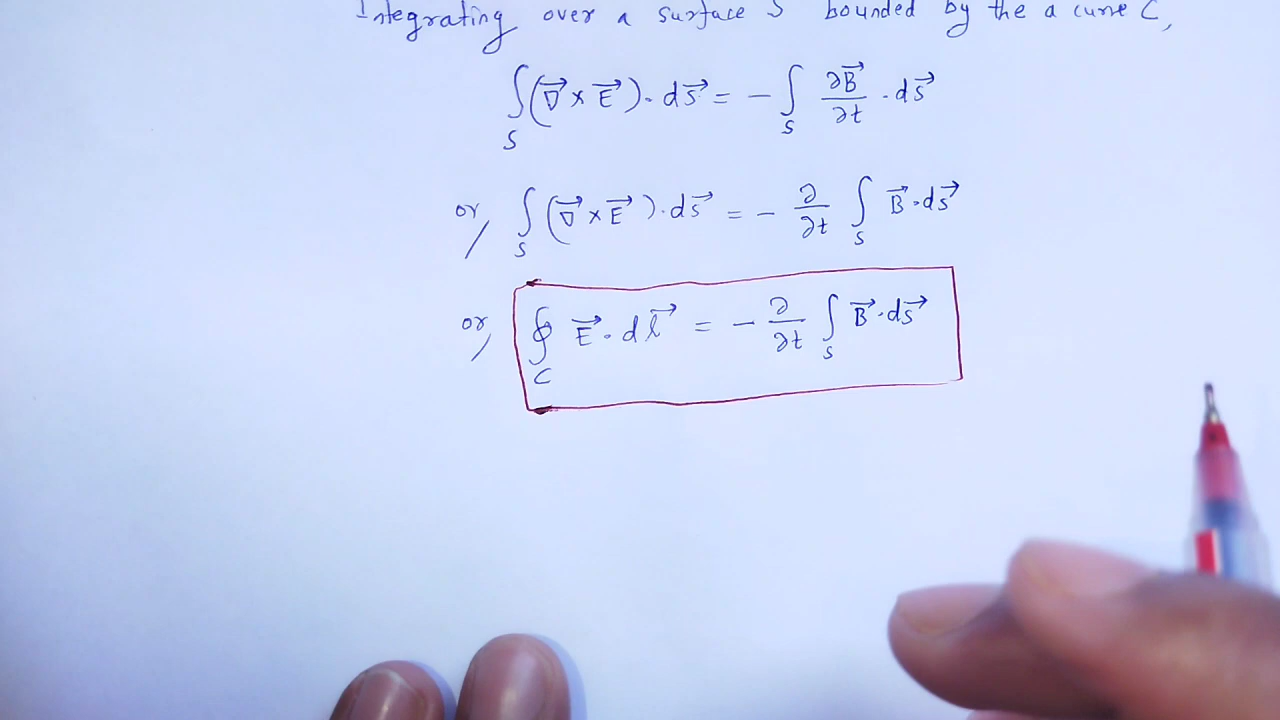 Integrating over a surface S bounded by the a curve C,
∫_S (∇⃗ × E⃗ ) · ds⃗ = − ∫_S ∂B⃗/∂t · ds⃗
or, ∫_S (∇⃗ × E⃗ ) · ds⃗ = − ∂/∂t ∫_S B⃗ · ds⃗
or, ∮_C E⃗ · dl⃗ = − ∂/∂t ∫_S B⃗ · ds⃗